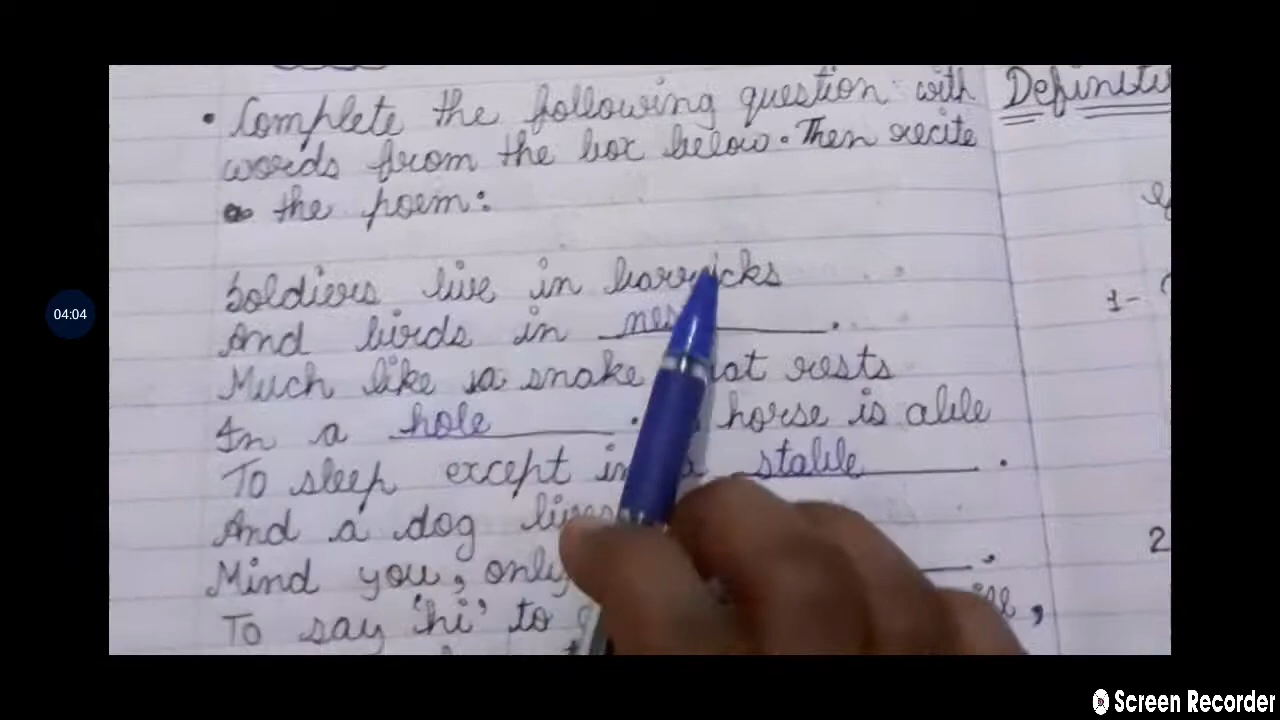 • Complete the following question with
words from the box below. Then recite
the poem:
Soldiers live in barracks
And birds in .
Much like a snake rests
In a hole . horse is able
To sleep except in stable .
And a dog
Mind you, only .
To say 'hi' to
Definiti
1-
2
04:04
Screen Recorder